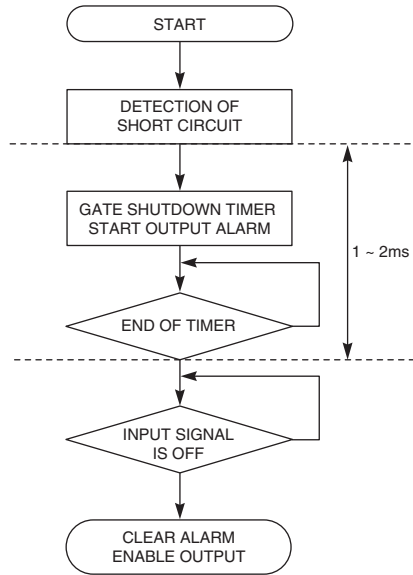 START
DETECTION OF
SHORT CIRCUIT
GATE SHUTDOWN TIMER
START OUTPUT ALARM
1 ~ 2ms
END OF TIMER
INPUT SIGNAL
IS OFF
CLEAR ALARM
ENABLE OUTPUT